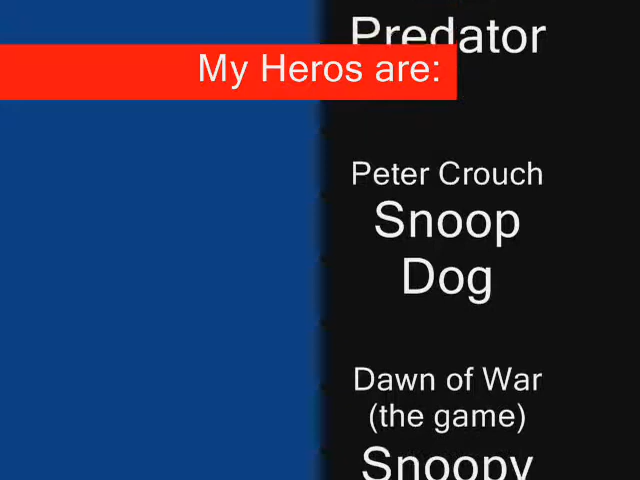 Predator
My Heros are:
Peter Crouch
Snoop
Dog
Dawn of War
(the game)
Snoopy